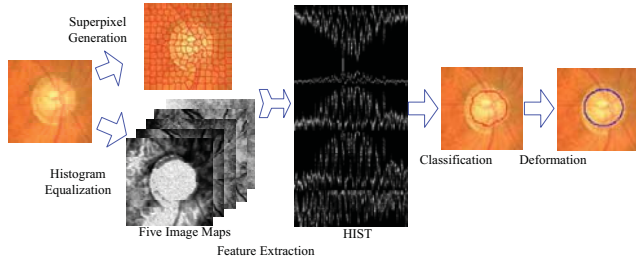 Superpixel
Generation
Histogram
Equalization
Five Image Maps
HIST
Feature Extraction
Classification
Deformation